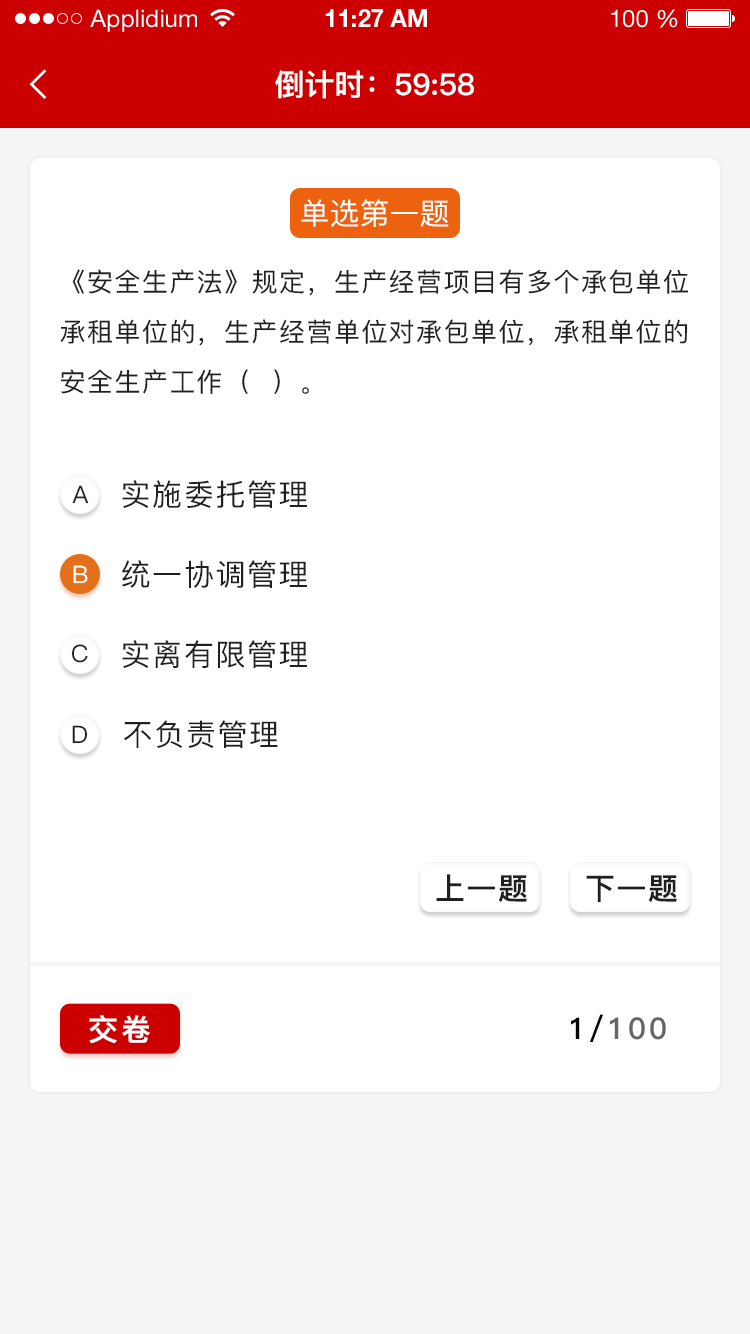 Applidium 11:27 AM 100 %
倒计时：59:58
单选第一题
《安全生产法》规定，生产经营项目有多个承包单位
承租单位的，生产经营单位对承包单位，承租单位的
安全生产工作（ ）。
A 实施委托管理
B 统一协调管理
C 实离有限管理
D 不负责管理
上一题 下一题
交卷 1/100